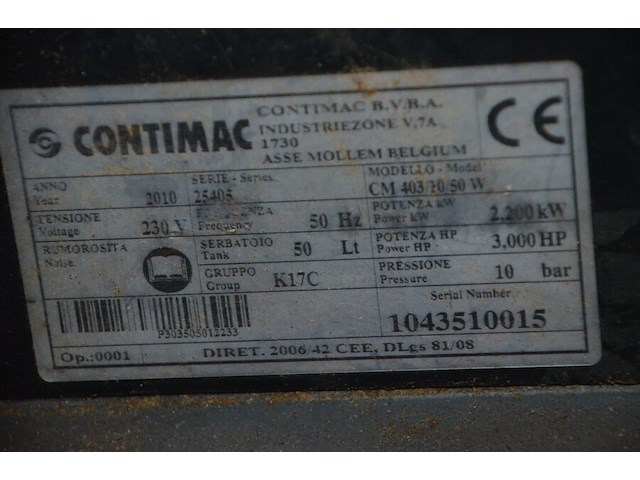 CONTIMAC
CONTIMAC B.V.B.A.
INDUSTRIEZONE V.7A
1730
ASSE MOLLEM BELGIUM
CE
ANNO
Year 2010
SERIE - Series
25405
MODELLO - Model
CM 403/10/50 W
TENSIONE
Voltage 230 V
Frequency 50 Hz
POTENZA kW
Power kW 2.200 kW
RUMOROSITA
Noise
SERBATOIO
Tank 50 Lt
POTENZA HP
Power HP 3,000 HP
GRUPPO
Group K17C
PRESSIONE
Pressure 10 bar
P303505012233
Serial Number
1043510015
Op.:0001
DIRET. 2006/42 CEE, DLgs 81/08